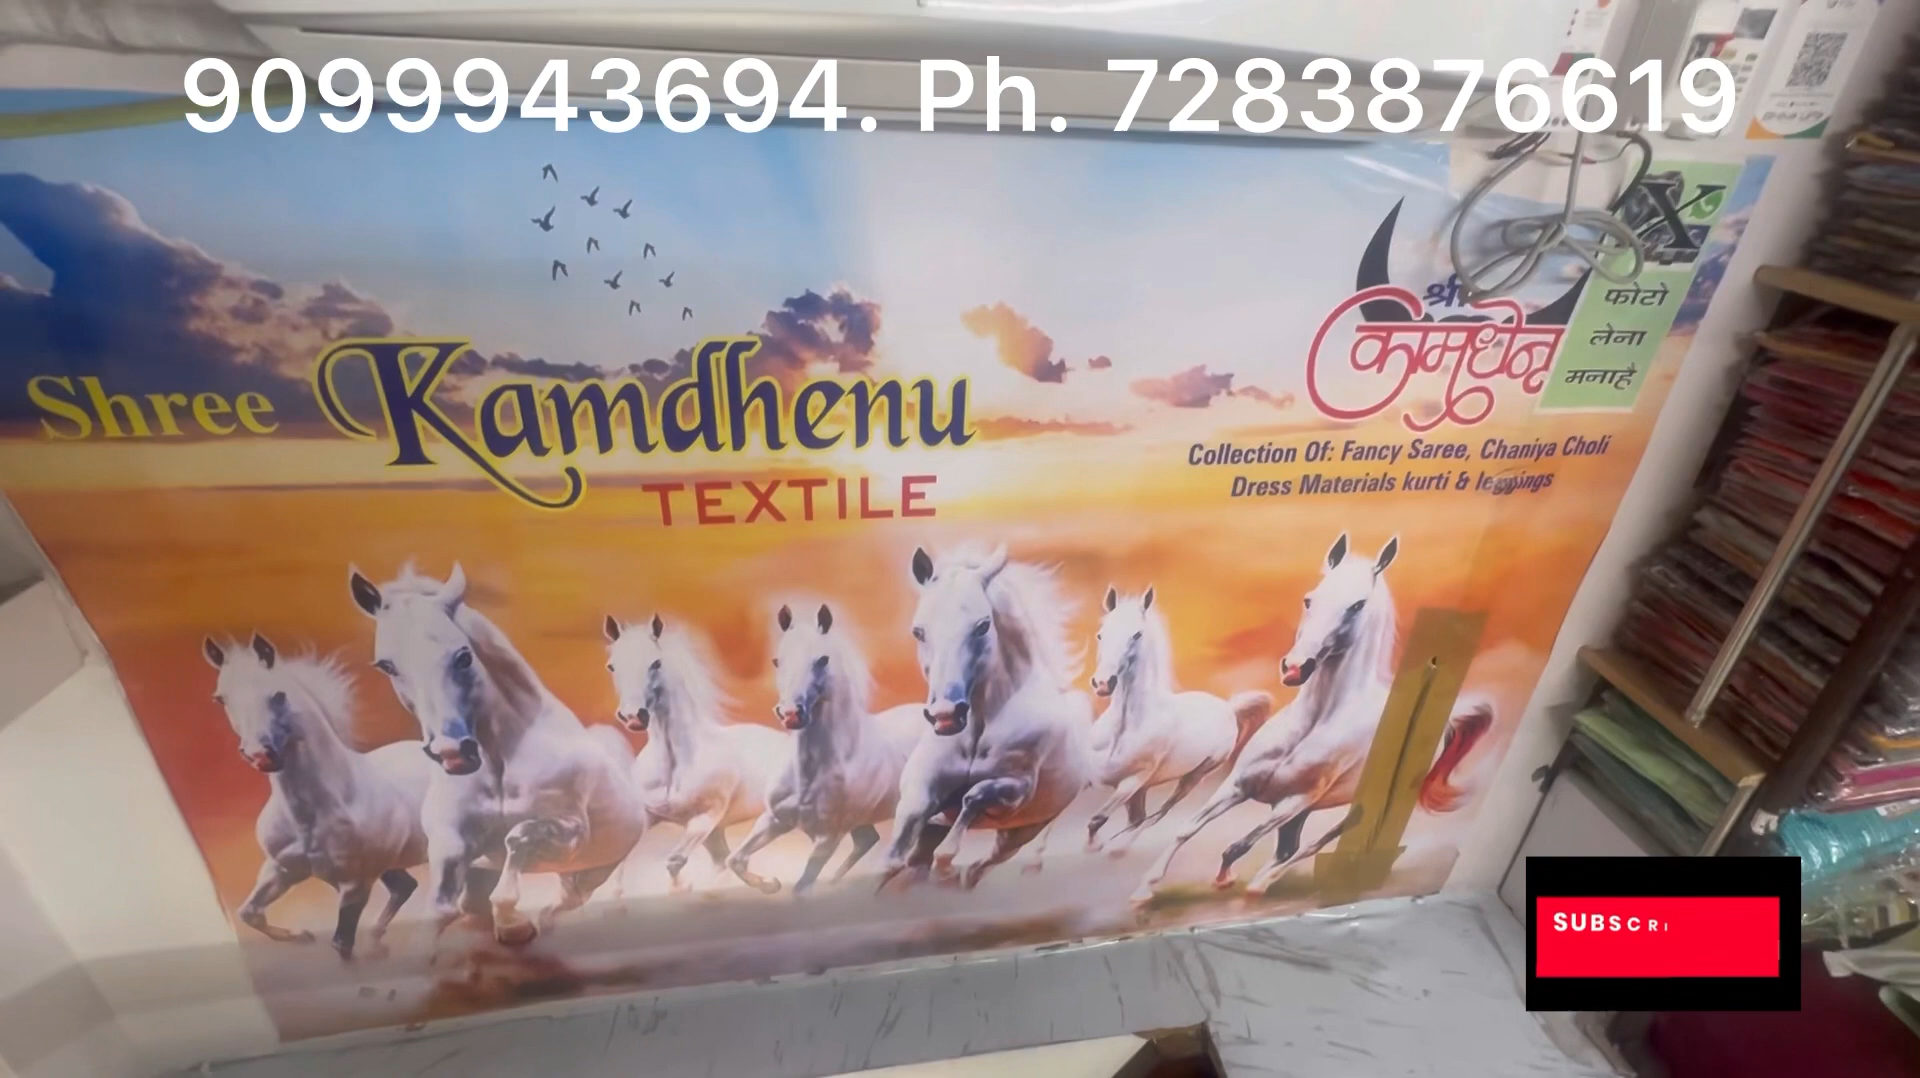 9099943694. Ph. 7283876619
Shree Kamdhenu
TEXTILE
श्री
कामधेनु
Collection Of: Fancy Saree, Chaniya Choli
Dress Materials kurti & leggings
X
फोटो
लेना
मनाहै
SUBSCRI